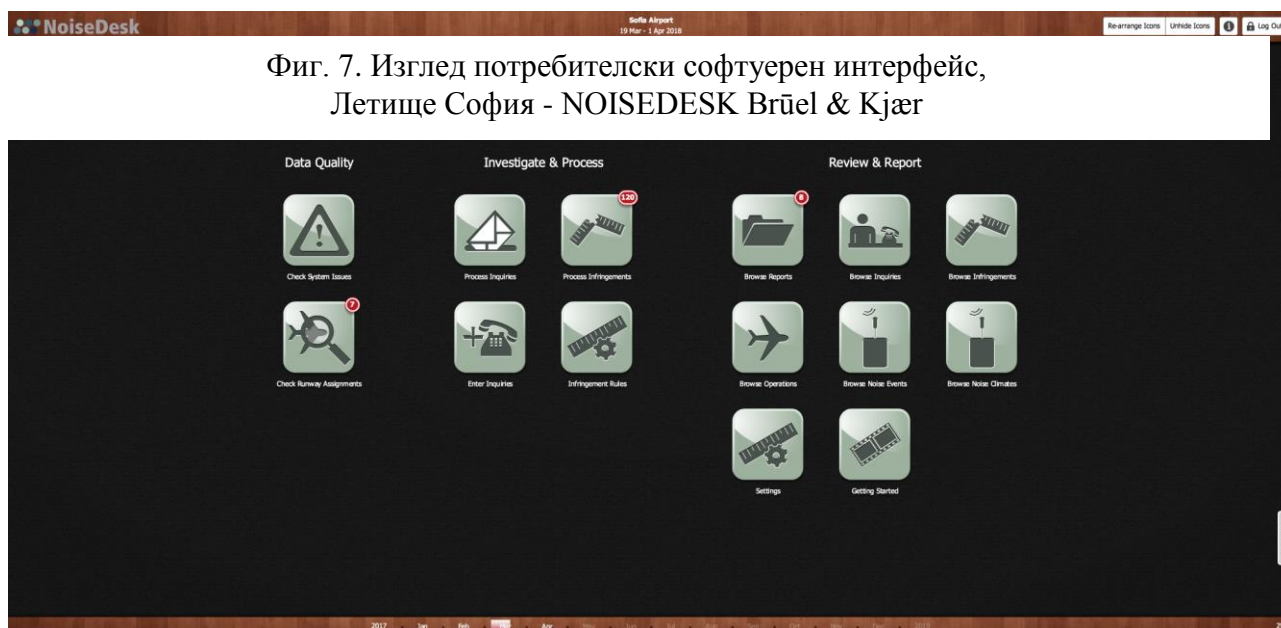 NoiseDesk
Sofia Airport
19 Mar - 1 Apr 2018
Re-arrange Icons Unhide Icons Log Ou
Фиг. 7. Изглед потребителски софтуерен интерфейс,
Летище София - NOISEDESK Brūel & Kjær
Data Quality Investigate & Process Review & Report
120 8
Check System Issues Process Inquiries Process Infringements Browse Reports Browse Inquiries Browse Infringements
7
Check Runway Assignments Enter Inquiries Infringement Rules Browse Operations Browse Noise Events Browse Noise Climates
Settings Getting Started
2017 Jan Feb Apr